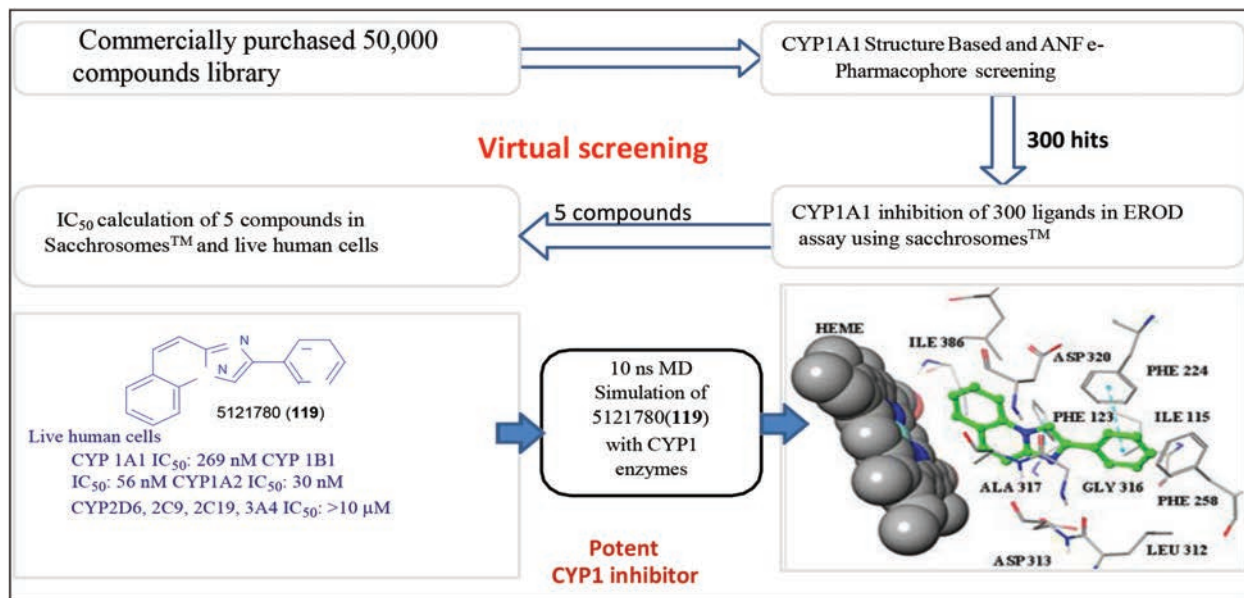 Commercially purchased 50,000
compounds library
CYP1A1 Structure Based and ANF e-
Pharmacophore screening
Virtual screening
300 hits
IC50 calculation of 5 compounds in
Sacchrosomes™ and live human cells
5 compounds
CYP1A1 inhibition of 300 ligands in EROD
assay using sacchrosomes™
N
N
5121780 (119)
Live human cells
CYP 1A1 IC50: 269 nM CYP 1B1
IC50: 56 nM CYP1A2 IC50: 30 nM
CYP2D6, 2C9, 2C19, 3A4 IC50: >10 µM
10 ns MD
Simulation of
5121780(119)
with CYP1
enzymes
Potent
CYP1 inhibitor
HEME
ILE 386
ASP 320
PHE 224
PHE 123
ILE 115
ALA 317
GLY 316
PHE 258
ASP 313
LEU 312